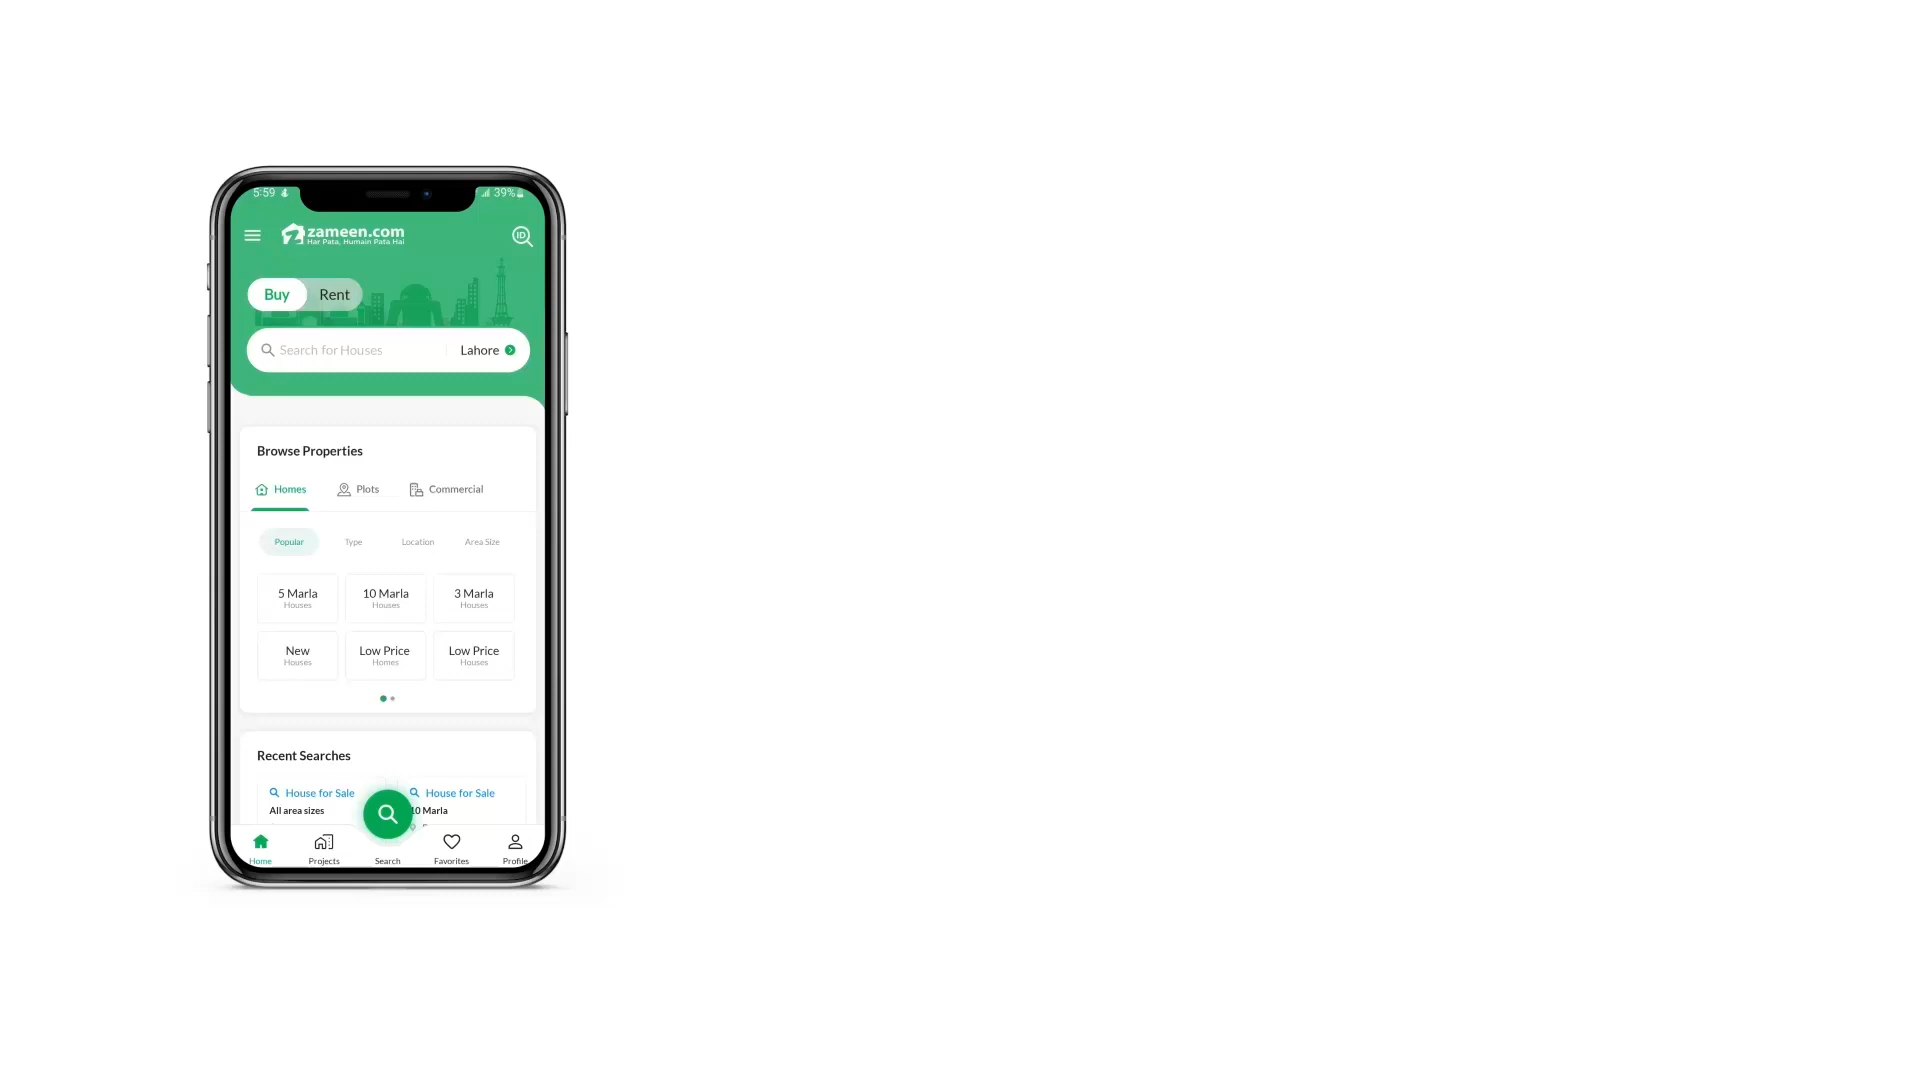 5:59
39%
zameen.com
Har Pata, Humain Pata Hai
ID
Buy Rent
Search for Houses Lahore
Browse Properties
Homes Plots Commercial
Popular Type Location Area Size
5 Marla 10 Marla 3 Marla
Houses Houses Houses
New Low Price Low Price
Houses Homes Houses
Recent Searches
House for Sale House for Sale
All area sizes 10 Marla
Home Projects Search Favorites Profile